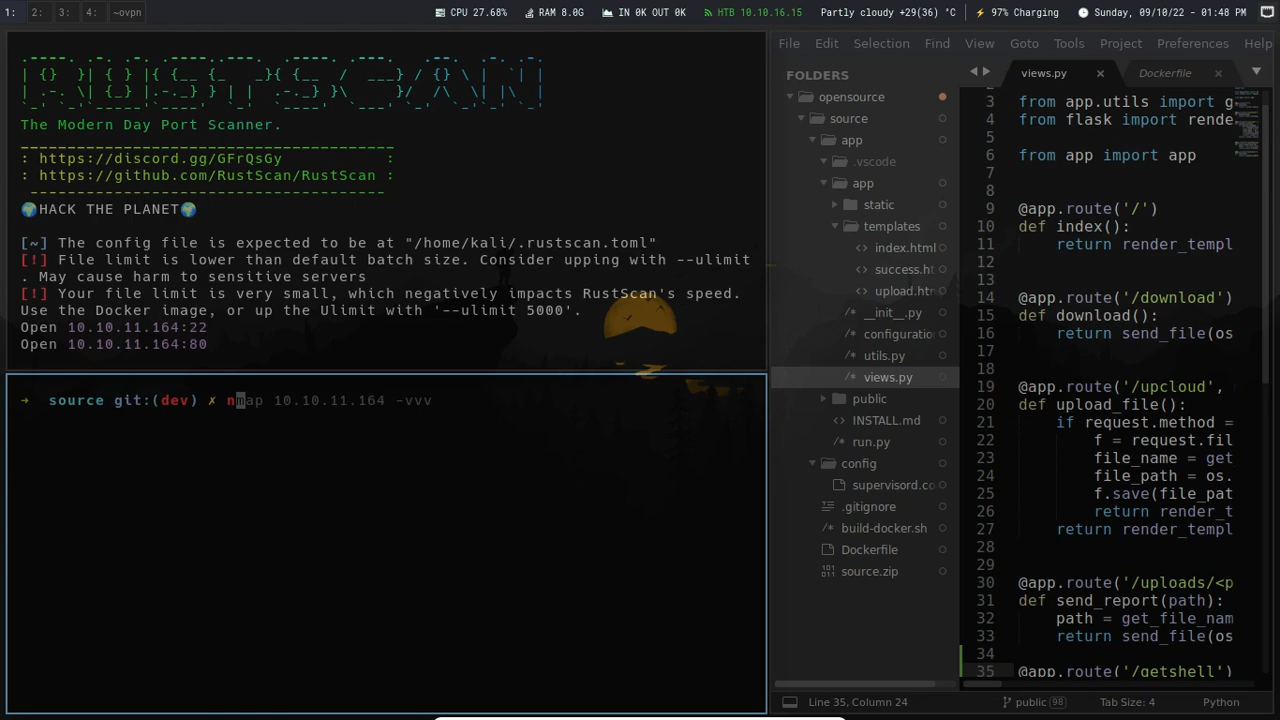 1: 2: 3: 4: ~ovpn CPU 27.68% RAM 8.0G IN 0K OUT 0K HTB 10.10.16.15 Partly cloudy +29(36) °C 97% Charging Sunday, 09/10/22 - 01:48 PM
The Modern Day Port Scanner.
: https://discord.gg/GFrQsGy :
: https://github.com/RustScan/RustScan :
🌍HACK THE PLANET🌍
[~] The config file is expected to be at "/home/kali/.rustscan.toml"
[!] File limit is lower than default batch size. Consider upping with --ulimit
. May cause harm to sensitive servers
[!] Your file limit is very small, which negatively impacts RustScan's speed.
Use the Docker image, or up the Ulimit with '--ulimit 5000'.
Open 10.10.11.164:22
Open 10.10.11.164:80
→ source git:(dev) ✗ nmap 10.10.11.164 -vvv
File Edit Selection Find View Goto Tools Project Preferences Help
FOLDERS
opensource
source
app
.vscode
app
static
templates
index.html
success.ht
upload.htm
__init__.py
configuratio
utils.py
views.py
public
INSTALL.md
run.py
config
supervisord.co
.gitignore
build-docker.sh
Dockerfile
source.zip
views.py × Dockerfile ×
3 from app.utils import g
4 from flask import rende
5
6 from app import app
7
8
9 @app.route('/')
10 def index():
11 return render_templ
12
13
14 @app.route('/download')
15 def download():
16 return send_file(os
17
18
19 @app.route('/upcloud',
20 def upload_file():
21 if request.method =
22 f = request.fil
23 file_name = get
24 file_path = os.
25 f.save(file_pat
26 return render_t
27 return render_templ
28
29
30 @app.route('/uploads/<p
31 def send_report(path):
32 path = get_file_nam
33 return send_file(os
34
35 @app.route('/getshell')
Line 35, Column 24 public 98 Tab Size: 4 Python